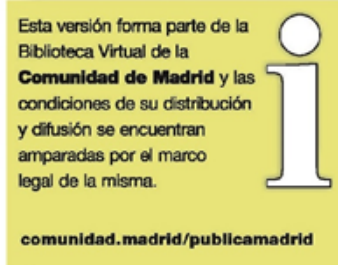 Esta versión forma parte de la
Biblioteca Virtual de la
Comunidad de Madrid y las
condiciones de su distribución
y difusión se encuentran
amparadas por el marco
legal de la misma.
i
comunidad.madrid/publicamadrid